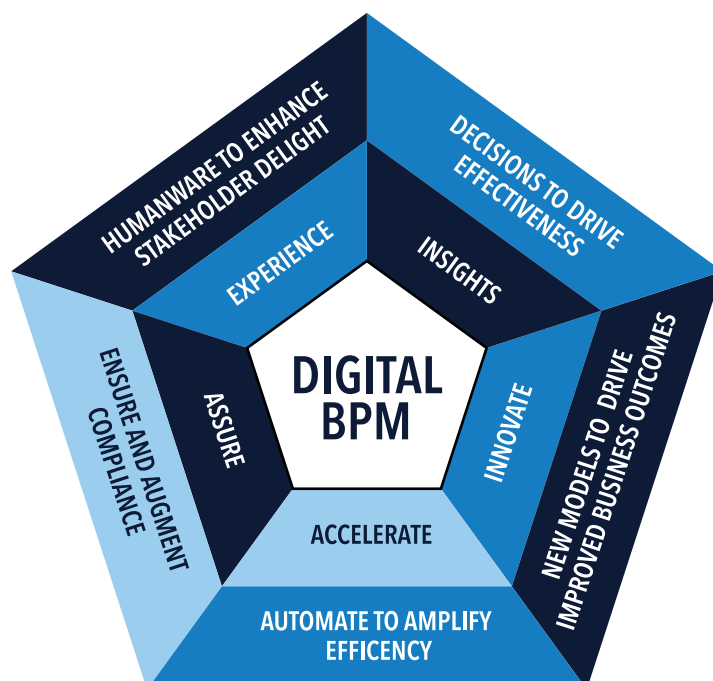 HUMANWARE TO ENHANCE
STAKEHOLDER DELIGHT
DECISIONS TO DRIVE
EFFECTIVENESS
EXPERIENCE
INSIGHTS
DIGITAL
BPM
ENSURE AND AUGMENT
COMPLIANCE
ASSURE
INNOVATE
NEW MODELS TO DRIVE
IMPROVED BUSINESS OUTCOMES
ACCELERATE
AUTOMATE TO AMPLIFY
EFFICENCY